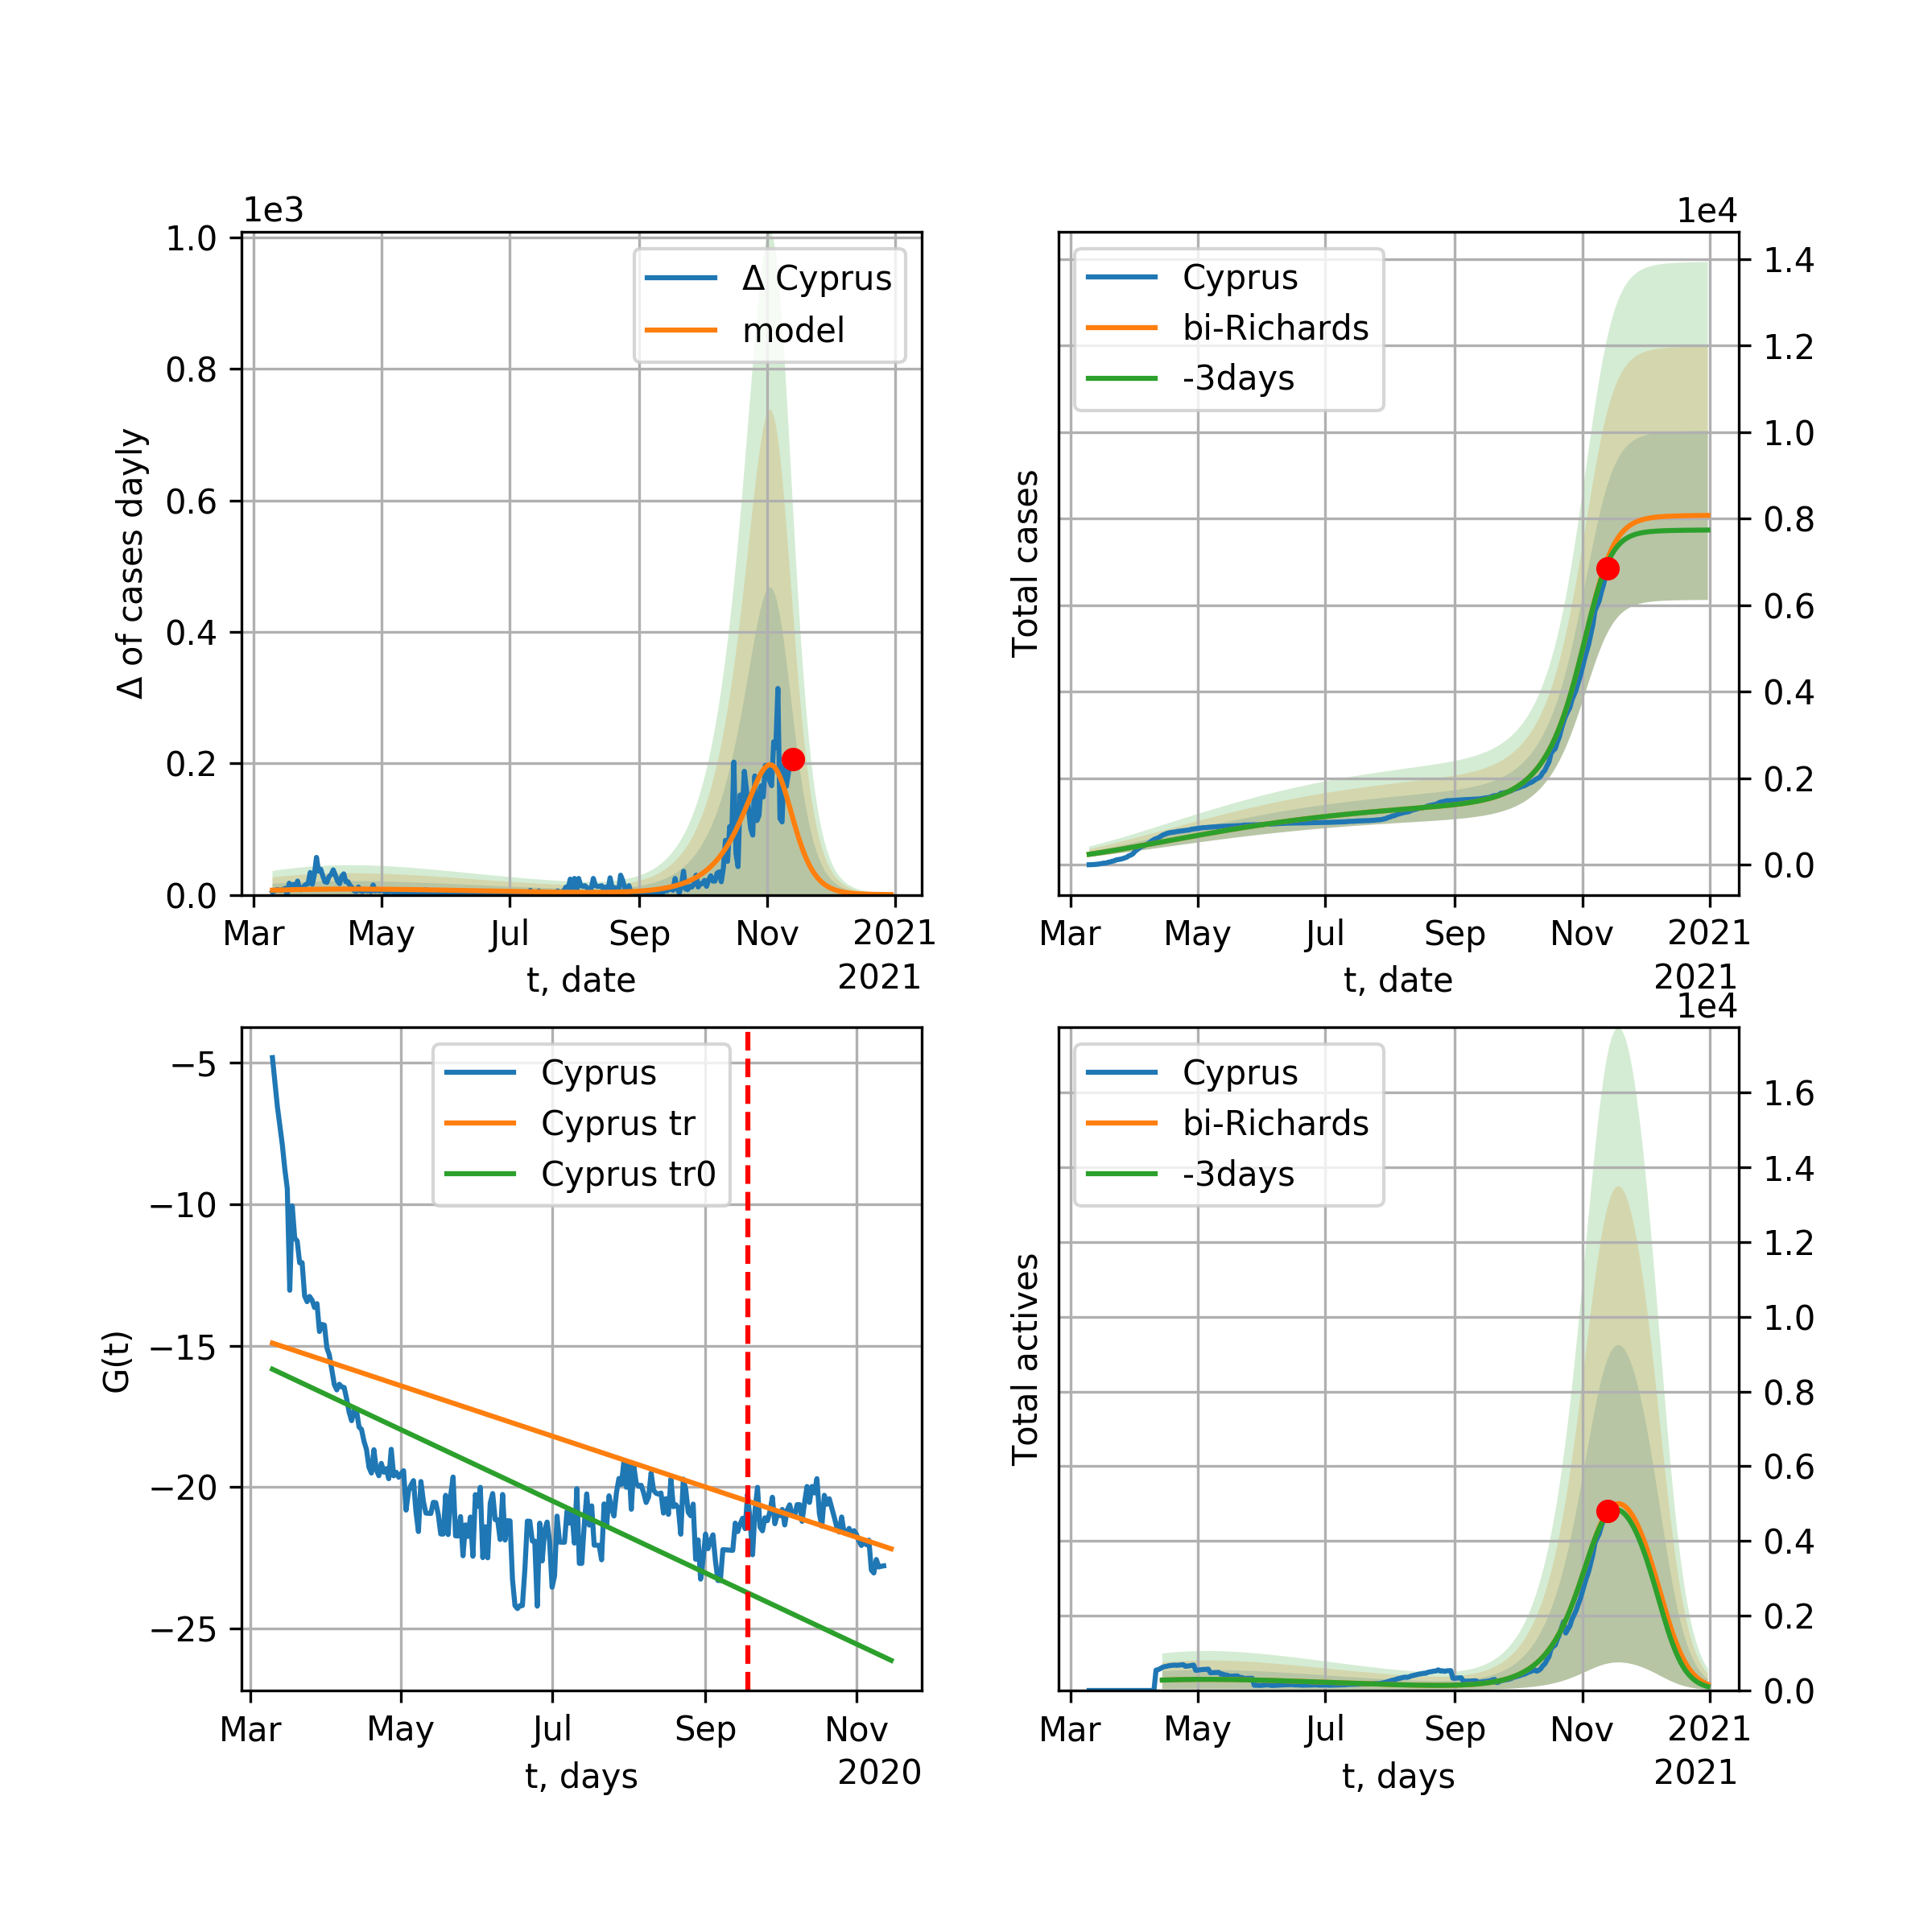 1e3
1.0
0.8
0.6
0.4
0.2
0.0
Δ of cases dayly
Δ Cyprus
model
Mar May Jul Sep Nov 2021
t, date
2021
1e4
Total cases
Cyprus
bi-Richards
-3days
1.4
1.2
1.0
0.8
0.6
0.4
0.2
0.0
Mar May Jul Sep Nov 2021
t, date
2021
−5
−10
−15
−20
−25
G(t)
Cyprus
Cyprus tr
Cyprus tr0
Mar May Jul Sep Nov
t, days
2020
1e4
Total actives
Cyprus
bi-Richards
-3days
1.6
1.4
1.2
1.0
0.8
0.6
0.4
0.2
0.0
Mar May Jul Sep Nov 2021
t, days
2021